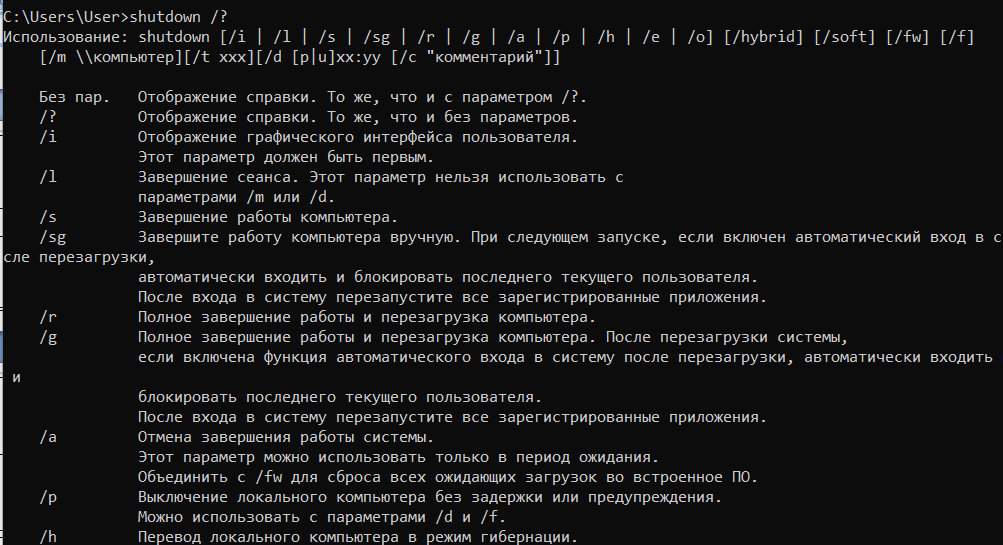 C:\Users\User>shutdown /?
Использование: shutdown [/i | /l | /s | /sg | /r | /g | /a | /p | /h | /e | /o] [/hybrid] [/soft] [/fw] [/f]
[/m \\компьютер][/t xxx][/d [p|u]xx:yy [/c "комментарий"]]
Без пар. Отображение справки. То же, что и с параметром /?.
/? Отображение справки. То же, что и без параметров.
/i Отображение графического интерфейса пользователя.
Этот параметр должен быть первым.
/l Завершение сеанса. Этот параметр нельзя использовать с
параметрами /m или /d.
/s Завершение работы компьютера.
/sg Завершите работу компьютера вручную. При следующем запуске, если включен автоматический вход в с
сле перезагрузки,
автоматически входить и блокировать последнего текущего пользователя.
После входа в систему перезапустите все зарегистрированные приложения.
/r Полное завершение работы и перезагрузка компьютера.
/g Полное завершение работы и перезагрузка компьютера. После перезагрузки системы,
если включена функция автоматического входа в систему после перезагрузки, автоматически входить
и
блокировать последнего текущего пользователя.
После входа в систему перезапустите все зарегистрированные приложения.
/a Отмена завершения работы системы.
Этот параметр можно использовать только в период ожидания.
Объединить с /fw для сброса всех ожидающих загрузок во встроенное ПО.
/p Выключение локального компьютера без задержки или предупреждения.
Можно использовать с параметрами /d и /f.
/h Перевод локального компьютера в режим гибернации.